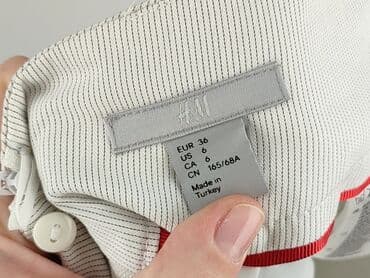 H&M
EUR 36
US 6
CA 6
CN 165/68A
Made in
Turkey